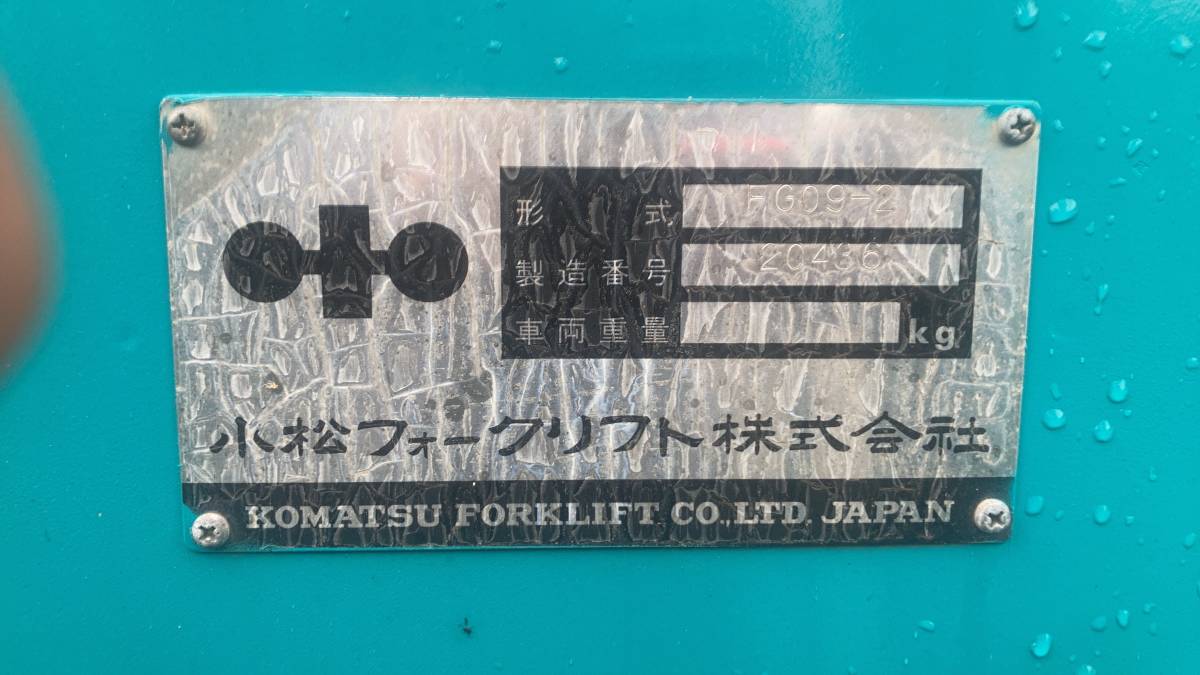 形式 HG09-2
製造番号 20436
車両重量 kg
小松フォークリフト株式会社
KOMATSU FORKLIFT CO.,LTD. JAPAN